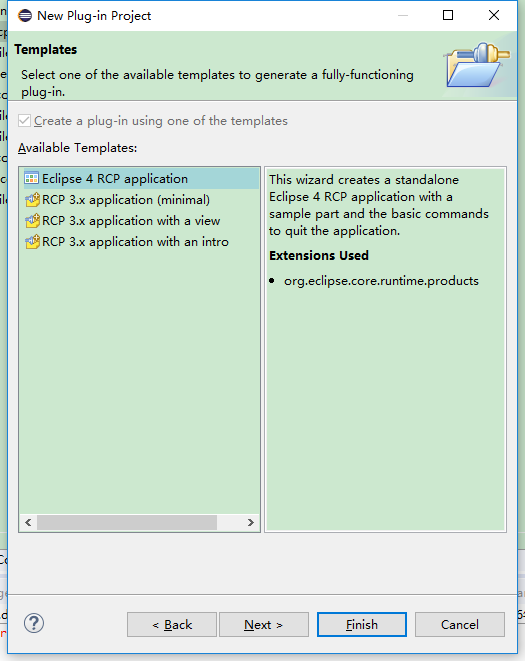 New Plug-in Project
Templates
Select one of the available templates to generate a fully-functioning
plug-in.
Create a plug-in using one of the templates
Available Templates:
Eclipse 4 RCP application
RCP 3.x application (minimal)
RCP 3.x application with a view
RCP 3.x application with an intro
This wizard creates a standalone
Eclipse 4 RCP application with a
sample part and the basic commands
to quit the application.
Extensions Used
• org.eclipse.core.runtime.products
?
< Back
Next >
Finish
Cancel